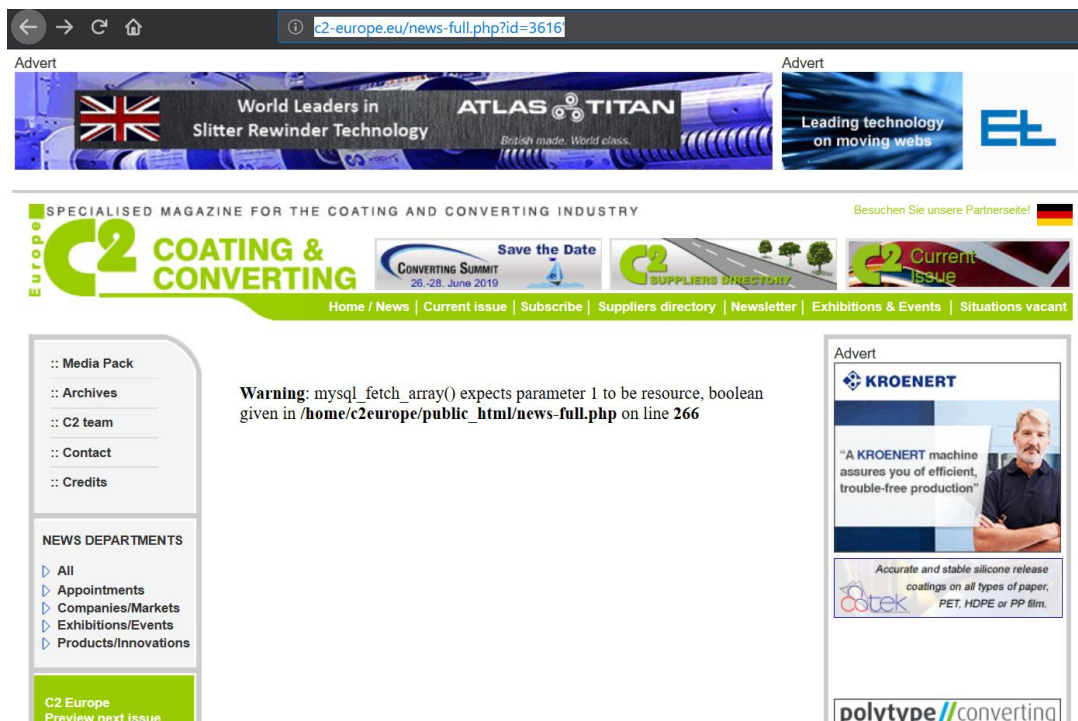 c2-europe.eu/news-full.php?id=3616'
Advert
World Leaders in
Slitter Rewinder Technology
ATLAS TITAN
British made. World class.
Advert
Leading technology
on moving webs
SPECIALISED MAGAZINE FOR THE COATING AND CONVERTING INDUSTRY
Besuchen Sie unsere Partnerseite!
Europe
C2 COATING &
CONVERTING
CONVERTING SUMMIT
26.-28. June 2019
Save the Date
C2
SUPPLIERS DIRECTORY
C2 Current
Issue
Home / News | Current issue | Subscribe | Suppliers directory | Newsletter | Exhibitions & Events | Situations vacant
:: Media Pack
:: Archives
:: C2 team
:: Contact
:: Credits
NEWS DEPARTMENTS
All
Appointments
Companies/Markets
Exhibitions/Events
Products/Innovations
C2 Europe
Preview next issue
Warning: mysql_fetch_array() expects parameter 1 to be resource, boolean
given in /home/c2europe/public_html/news-full.php on line 266
Advert
KROENERT
"A KROENERT machine
assures you of efficient,
trouble-free production"
Accurate and stable silicone release
coatings on all types of paper,
PET, HDPE or PP film.
polytype//converting